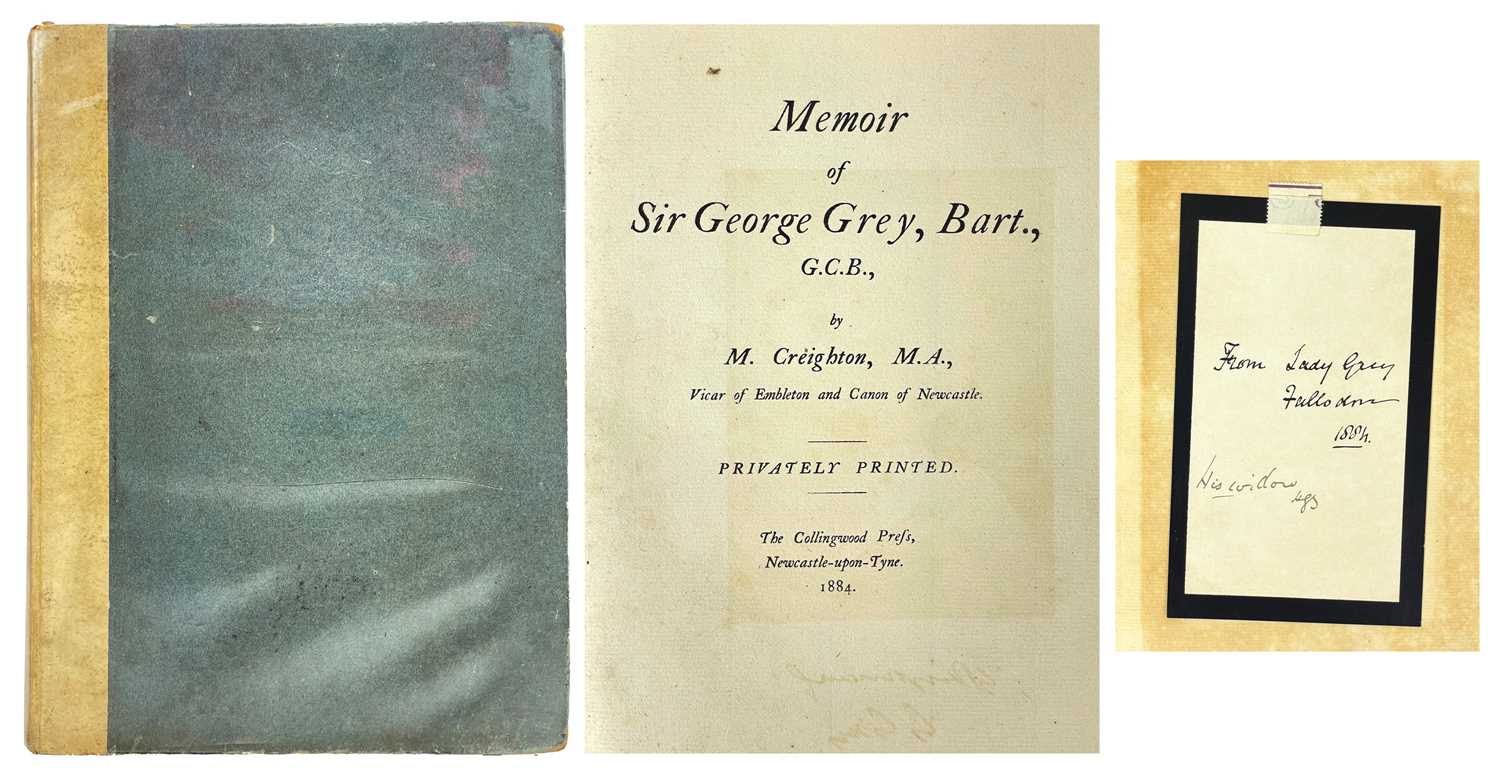 Memoir
of
Sir George Grey, Bart.,
G.C.B.,
by
M. Creighton, M.A.,
Vicar of Embleton and Canon of Newcastle.
PRIVATELY PRINTED.
The Collingwood Preſs,
Newcastle-upon-Tyne.
1884.
From Lady Grey
Fallodon
1884.
His widow